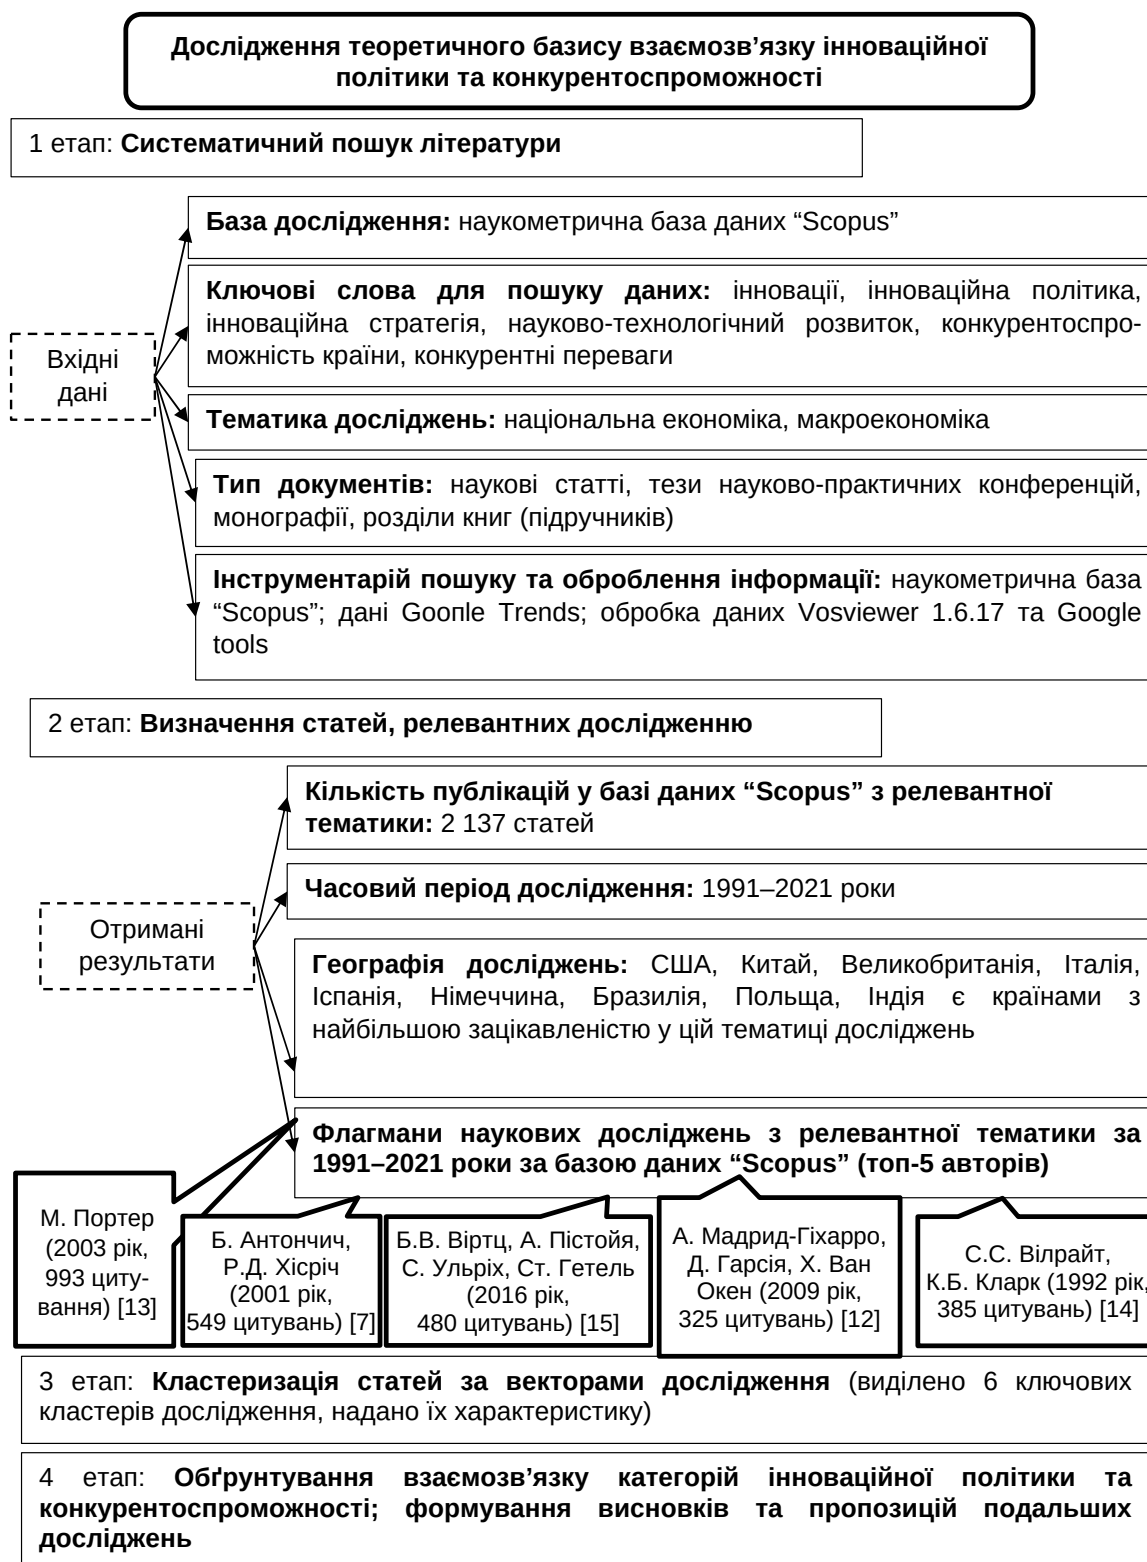 Дослідження теоретичного базису взаємозв’язку інноваційної
політики та конкурентоспроможності
1 етап: Систематичний пошук літератури
Вхідні
дані
База дослідження: наукометрична база даних “Scopus”
Ключові слова для пошуку даних: інновації, інноваційна політика,
інноваційна стратегія, науково-технологічний розвиток, конкурентоспро-
можність країни, конкурентні переваги
Тематика досліджень: національна економіка, макроекономіка
Тип документів: наукові статті, тези науково-практичних конференцій,
монографії, розділи книг (підручників)
Інструментарій пошуку та оброблення інформації: наукометрична база
“Scopus”; дані Gooпle Trends; обробка даних Vosviewer 1.6.17 та Google
tools
2 етап: Визначення статей, релевантних дослідженню
Отримані
результати
Кількість публікацій у базі даних “Scopus” з релевантної
тематики: 2 137 статей
Часовий період дослідження: 1991–2021 роки
Географія досліджень: США, Китай, Великобританія, Італія,
Іспанія, Німеччина, Бразилія, Польща, Індія є країнами з
найбільшою зацікавленістю у цій тематиці досліджень
Флагмани наукових досліджень з релевантної тематики за
1991–2021 роки за базою даних “Scopus” (топ-5 авторів)
М. Портер
(2003 рік,
993 циту-
вання) [13]
Б. Антончич,
Р.Д. Хісріч
(2001 рік,
549 цитувань) [7]
Б.В. Віртц, А. Пістойя,
С. Ульріх, Ст. Гетель
(2016 рік,
480 цитувань) [15]
А. Мадрид-Гіхарро,
Д. Гарсія, Х. Ван
Окен (2009 рік,
325 цитувань) [12]
С.С. Вілрайт,
К.Б. Кларк (1992 рік,
385 цитувань) [14]
3 етап: Кластеризація статей за векторами дослідження (виділено 6 ключових
кластерів дослідження, надано їх характеристику)
4 етап: Обґрунтування взаємозв’язку категорій інноваційної політики та
конкурентоспроможності; формування висновків та пропозицій подальших
досліджень